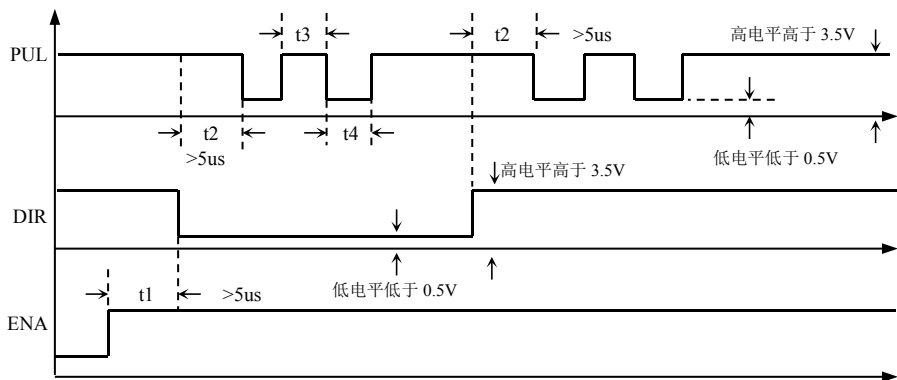 t3
t2
>5us
高电平高于 3.5V
PUL
t2
t4
>5us
低电平低于 0.5V
高电平高于 3.5V
DIR
低电平低于 0.5V
t1
>5us
ENA